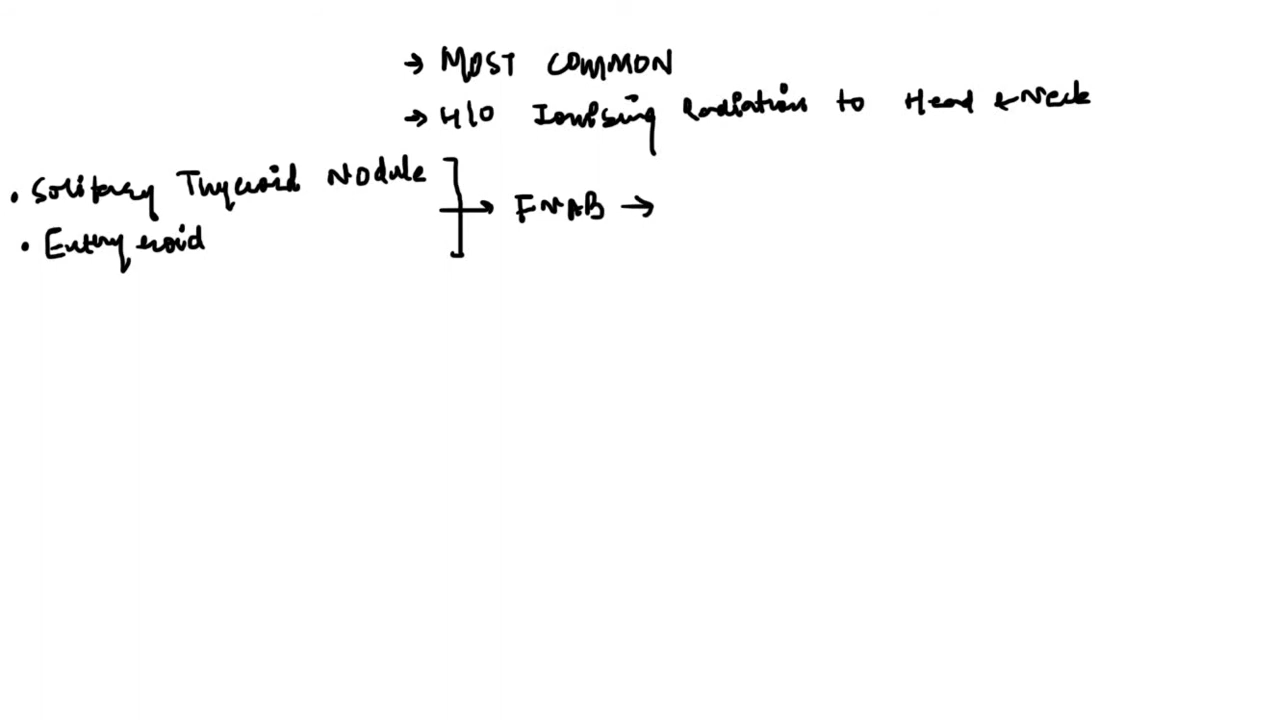 → MOST COMMON
→ H/O Ionising Radiation to Head & Neck
• Solitary Thyroid Nodule
• Euthyroid
→ FNAB →